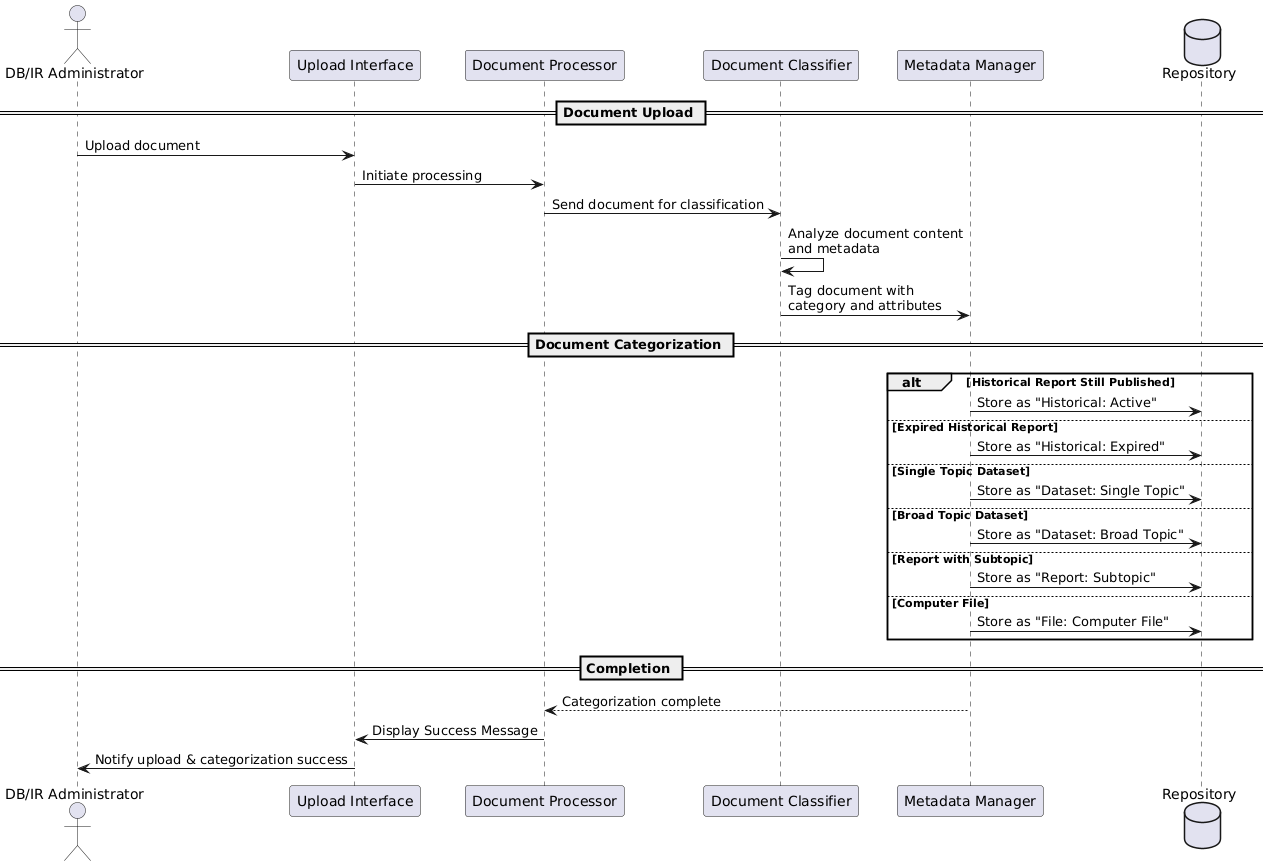 DB/IR Administrator
Upload Interface
Document Processor
Document Classifier
Metadata Manager
Repository
Document Upload
Upload document
Initiate processing
Send document for classification
Analyze document content
and metadata
Tag document with
category and attributes
Document Categorization
alt [Historical Report Still Published]
Store as "Historical: Active"
[Expired Historical Report]
Store as "Historical: Expired"
[Single Topic Dataset]
Store as "Dataset: Single Topic"
[Broad Topic Dataset]
Store as "Dataset: Broad Topic"
[Report with Subtopic]
Store as "Report: Subtopic"
[Computer File]
Store as "File: Computer File"
Completion
Categorization complete
Display Success Message
Notify upload & categorization success
DB/IR Administrator
Upload Interface
Document Processor
Document Classifier
Metadata Manager
Repository